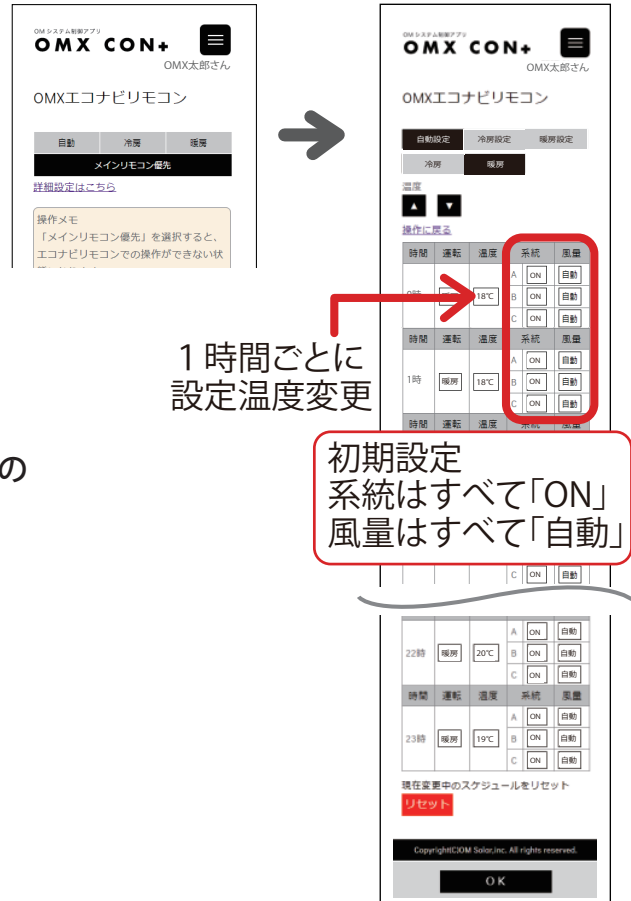 OM システム制御アプリ
OMX CON+
OMX太郎さん
OMXエコナビリモコン
自動 冷房 暖房
メインリモコン優先
詳細設定はこちら
操作メモ
「メインリモコン優先」を選択すると、
エコナビリモコンでの操作ができない状
OM システム制御アプリ
OMX CON+
OMX太郎さん
OMXエコナビリモコン
自動設定 冷房設定 暖房設定
冷房 暖房
温度
▲ ▼
操作に戻る
時間 運転 温度 系統 風量
A ON 自動
18℃ B ON 自動
C ON 自動
時間 運転 温度 系統 風量
A ON 自動
1時 暖房 18℃ B ON 自動
C ON 自動
時間 運転 温度 系統 風量
1時間ごとに
設定温度変更
の
初期設定
系統はすべて「ON」
風量はすべて「自動」
C ON 自動
A ON 自動
22時 暖房 20℃ B ON 自動
C ON 自動
時間 運転 温度 系統 風量
A ON 自動
23時 暖房 19℃ B ON 自動
C ON 自動
現在変更中のスケジュールをリセット
リセット
Copyright(C)OM Solor,inc. All rights reserved.
OK